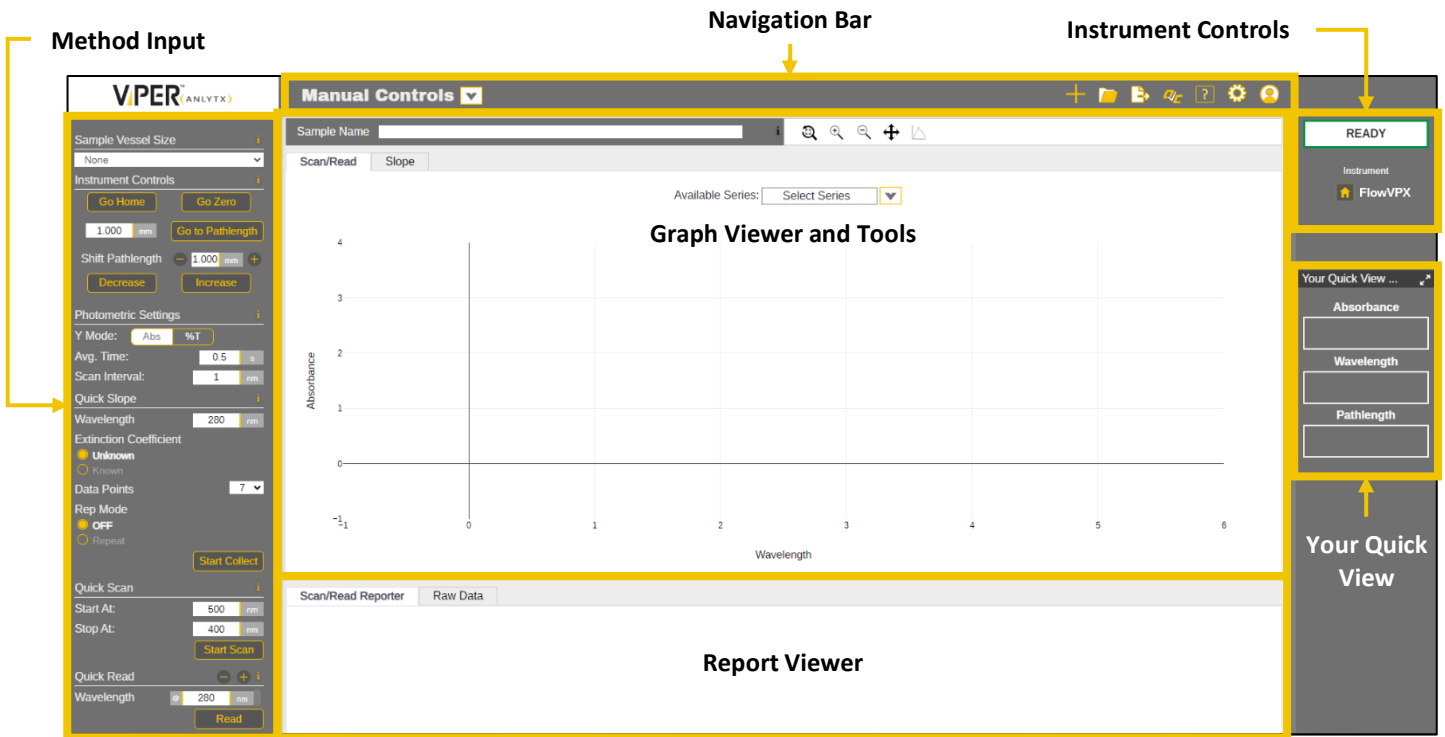 Navigation Bar
Method Input
Instrument Controls
VIPER™ (ANLYTX)
Manual Controls
Q/C
?
Sample Vessel Size i
None
Instrument Controls i
Go Home Go Zero
1.000 mm Go to Pathlength
Shift Pathlength − 1.000 mm +
Decrease Increase
Photometric Settings i
Y Mode: Abs %T
Avg. Time: 0.5 s
Scan Interval: 1 nm
Quick Slope i
Wavelength 280 nm
Extinction Coefficient
Unknown
Known
Data Points 7
Rep Mode
OFF
Repeat
Start Collect
Quick Scan i
Start At: 500 nm
Stop At: 400 nm
Start Scan
Quick Read − + i
Wavelength @ 280 nm
Read
Sample Name i
Scan/Read Slope
Available Series: Select Series
Graph Viewer and Tools
4
3
2
1
0
−1
Absorbance
−1 0 1 2 3 4 5 6
Wavelength
Scan/Read Reporter Raw Data
Report Viewer
READY
Instrument
FlowVPX
Your Quick View ...
Absorbance
Wavelength
Pathlength
Your Quick
View